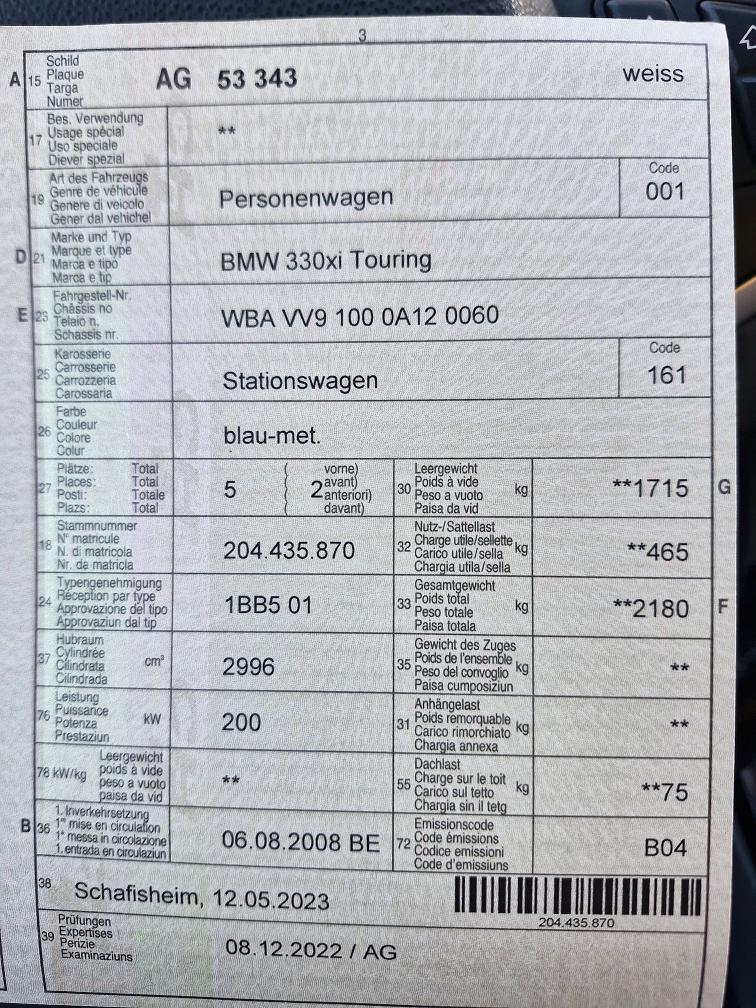 3
A 15 Schild
Plaque
Targa
Numer
AG 53 343 weiss
17 Bes. Verwendung
Usage spécial
Uso speciale
Diever spezial
**
19 Art des Fahrzeugs
Genre de véhicule
Genere di veicolo
Gener dal vehichel
Personenwagen
Code
001
D 21 Marke und Typ
Marque et type
Marca e tipo
Marca e tip
BMW 330xi Touring
E 23 Fahrgestell-Nr.
Châssis no
Telaio n.
Schassis nr.
WBA VV9 100 0A12 0060
25 Karosserie
Carrosserie
Carrozzeria
Carossaria
Stationswagen
Code
161
26 Farbe
Couleur
Colore
Colur
blau-met.
27 Plätze: Total
Places: Total
Posti: Totale
Plazs: Total
5
2
vorne)
avant)
anteriori)
davant)
30 Leergewicht
Poids à vide
Peso a vuoto
Paisa da vid
kg
**1715 G
18 Stammnummer
N° matricule
N. di matricola
Nr. da matricla
204.435.870
32 Nutz-/Sattellast
Charge utile/sellette
Carico utile/sella
Chargia utila/sella
kg
**465
24 Typengenehmigung
Réception par type
Approvazione del tipo
Approvaziun dal tip
1BB5 01
33 Gesamtgewicht
Poids total
Peso totale
Paisa totala
kg
**2180 F
37 Hubraum
Cylindrée
Cilindrata
Cilindrada
cm³
2996
35 Gewicht des Zuges
Poids de l'ensemble
Peso del convoglio
Paisa cumposiziun
kg
**
76 Leistung
Puissance
Potenza
Prestaziun
kW
200
31 Anhängelast
Poids remorquable
Carico rimorchiato
Chargia annexa
kg
**
78 kW/kg
Leergewicht
poids à vide
peso a vuoto
paisa da vid
**
55 Dachlast
Charge sur le toit
Carico sul tetto
Chargia sin il tetg
kg
**75
B 36 1. Inverkehrsetzung
1re mise en circulation
1a messa in circolazione
1. entrada en circulaziun
06.08.2008 BE
72 Emissionscode
Code émissions
Codice emissioni
Code d'emissiuns
B04
38 Schafisheim, 12.05.2023
204.435.870
39 Prüfungen
Expertises
Perizie
Examinaziuns
08.12.2022 / AG